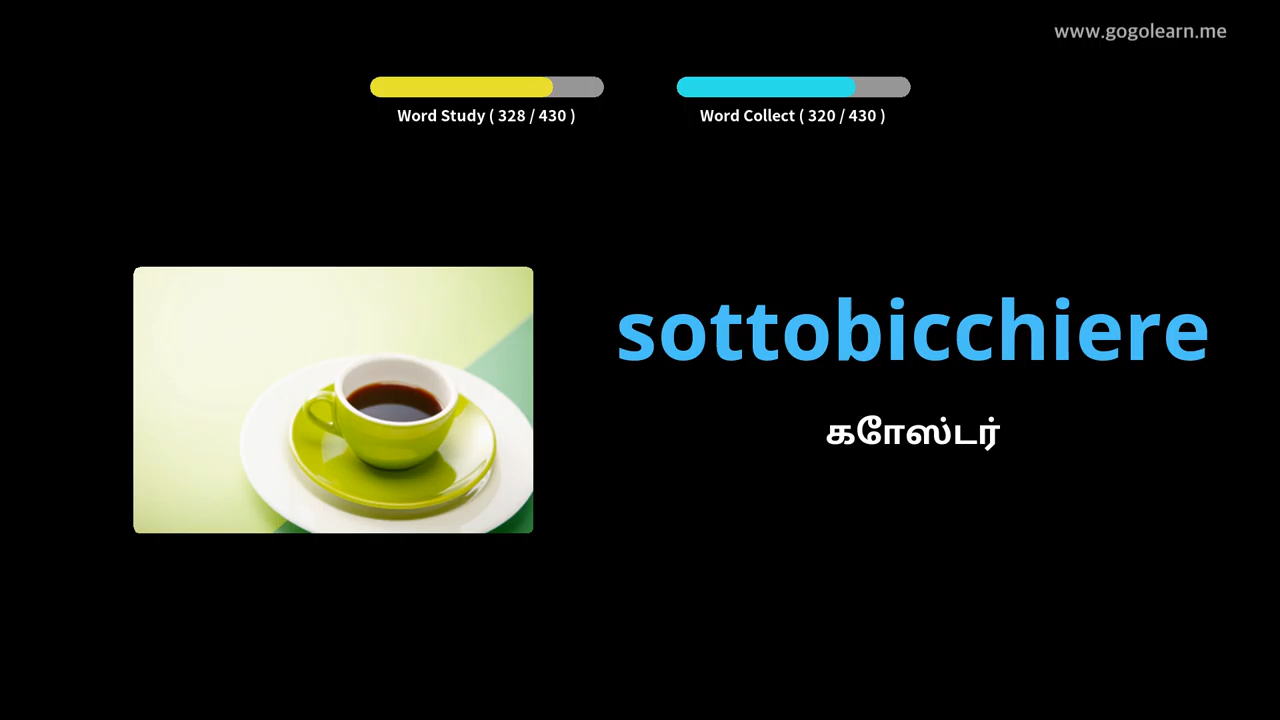 www.gogolearn.me
Word Study ( 328 / 430 )
Word Collect ( 320 / 430 )
sottobicchiere
கோஸ்டர்